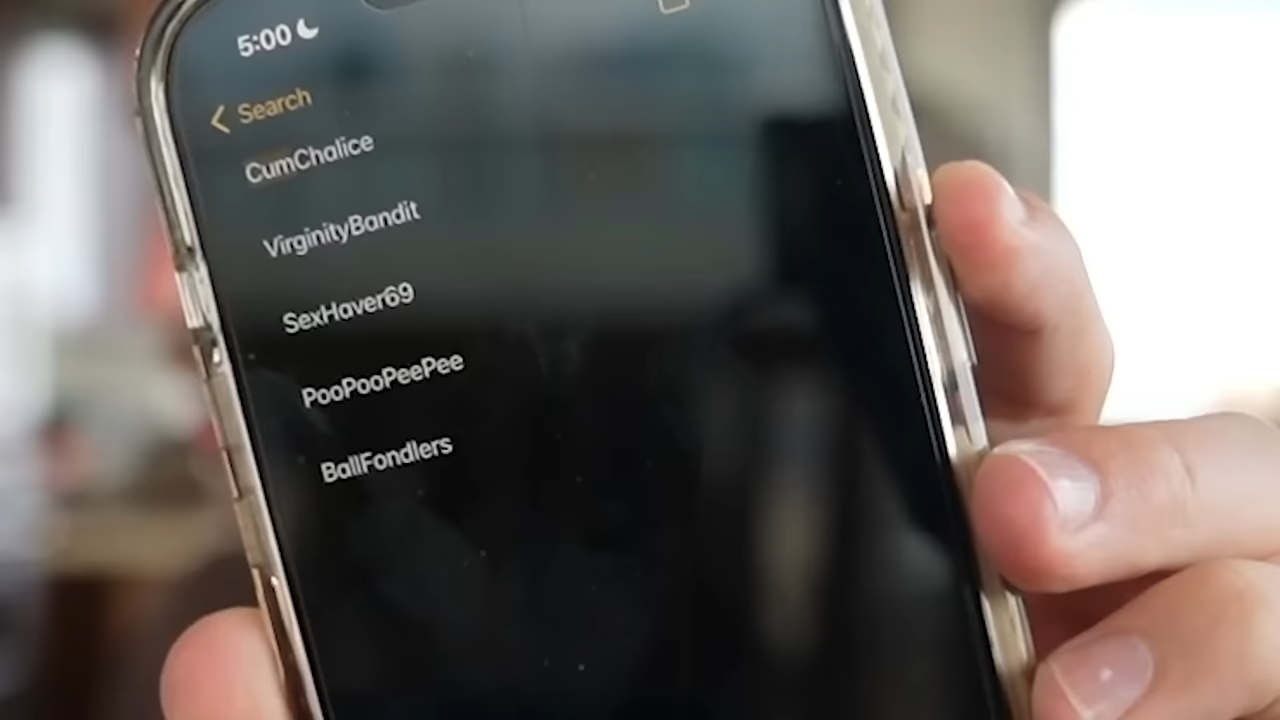 5:00
Search
CumChalice
VirginityBandit
SexHaver69
PooPooPeePee
BallFondlers